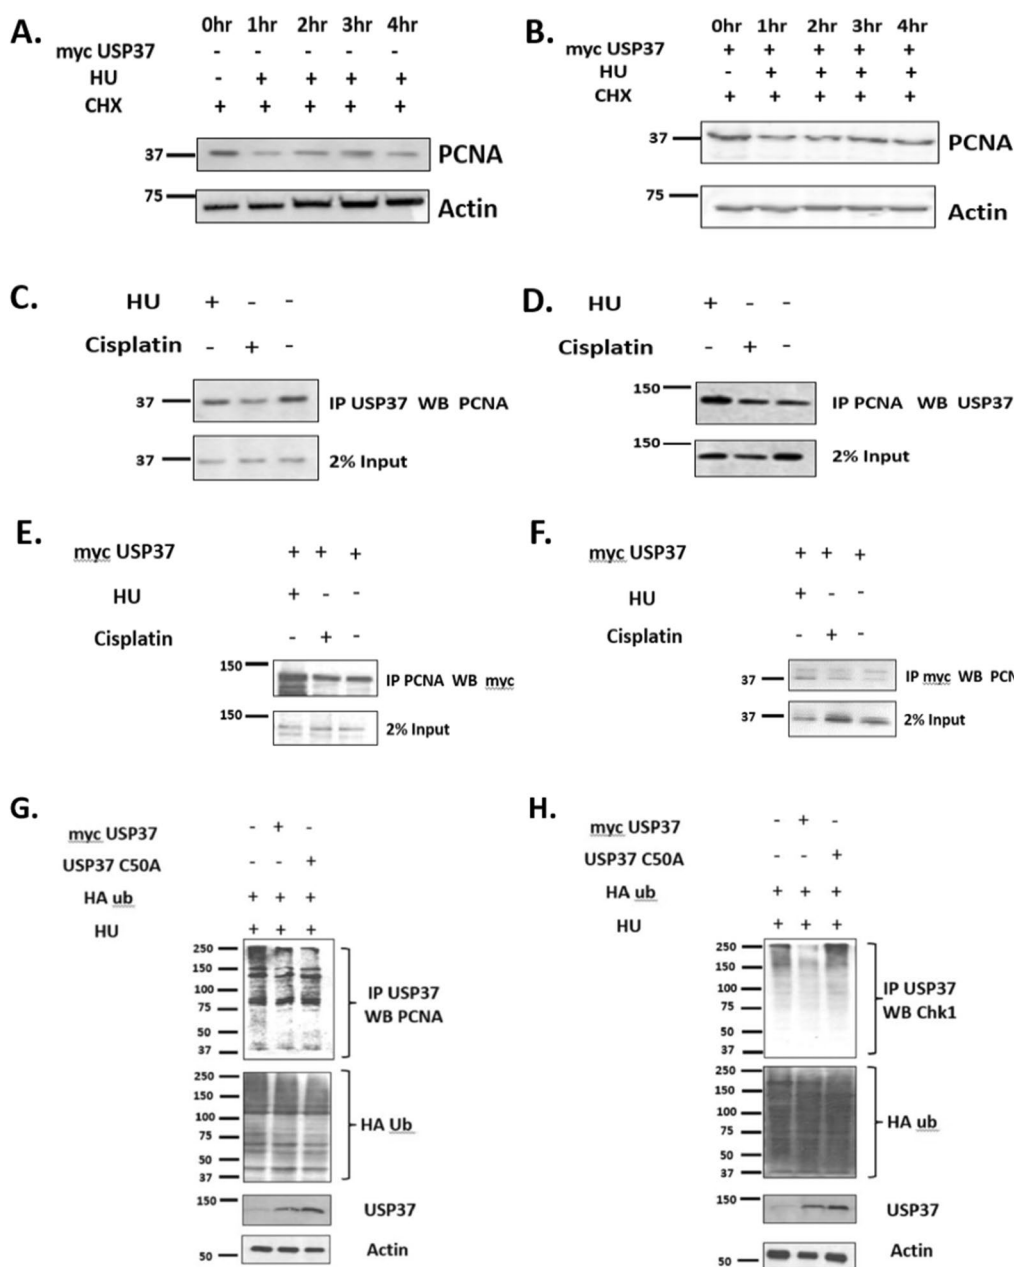 A.
0hr 1hr 2hr 3hr 4hr
myc USP37 - - - - -
HU - + + + +
CHX + + + + +
37 PCNA
75 Actin
B.
0hr 1hr 2hr 3hr 4hr
myc USP37 + + + + +
HU - + + + +
CHX + + + + +
37 PCNA
75 Actin
C.
HU + - -
Cisplatin - + -
37 IP USP37 WB PCNA
37 2% Input
D.
HU + - -
Cisplatin - + -
150 IP PCNA WB USP37
150 2% Input
E.
myc USP37 + + +
HU + - -
Cisplatin - + -
150 IP PCNA WB myc
150 2% Input
F.
myc USP37 + + +
HU + - -
Cisplatin - + -
37 IP myc WB PCN
37 2% Input
G.
myc USP37 - + -
USP37 C50A - - +
HA ub + + +
HU + + +
250
150
100
75
50
37
IP USP37
WB PCNA
250
150
100
75
50
37
HA Ub
150 USP37
50 Actin
H.
myc USP37 - + -
USP37 C50A - - +
HA ub + + +
HU + + +
250
150
100
75
50
37
IP USP37
WB Chk1
250
150
100
75
50
37
HA ub
150 USP37
50 Actin